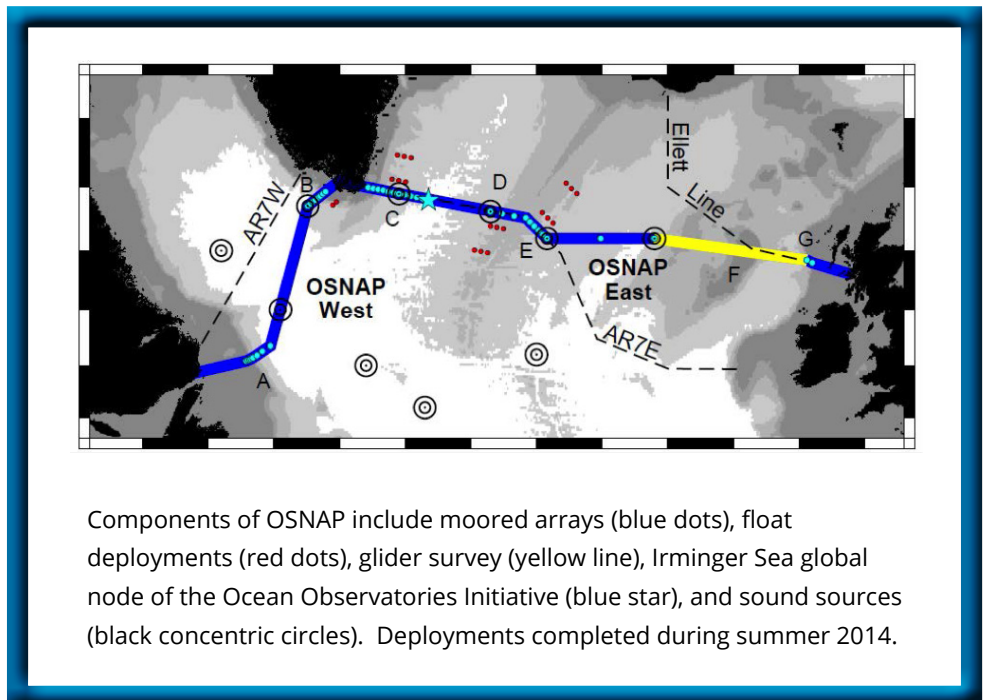 Ellett
Line
B
AR7W
D
C
E
G
OSNAP
East
F
OSNAP
West
AR7E
A
Components of OSNAP include moored arrays (blue dots), float
deployments (red dots), glider survey (yellow line), Irminger Sea global
node of the Ocean Observatories Initiative (blue star), and sound sources
(black concentric circles).  Deployments completed during summer 2014.